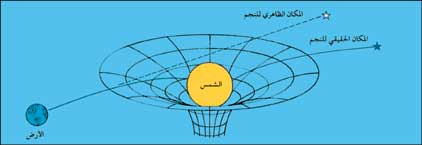 المكان الظاهري للنجم
المكان الحقيقي للنجم
الشمس
الأرض